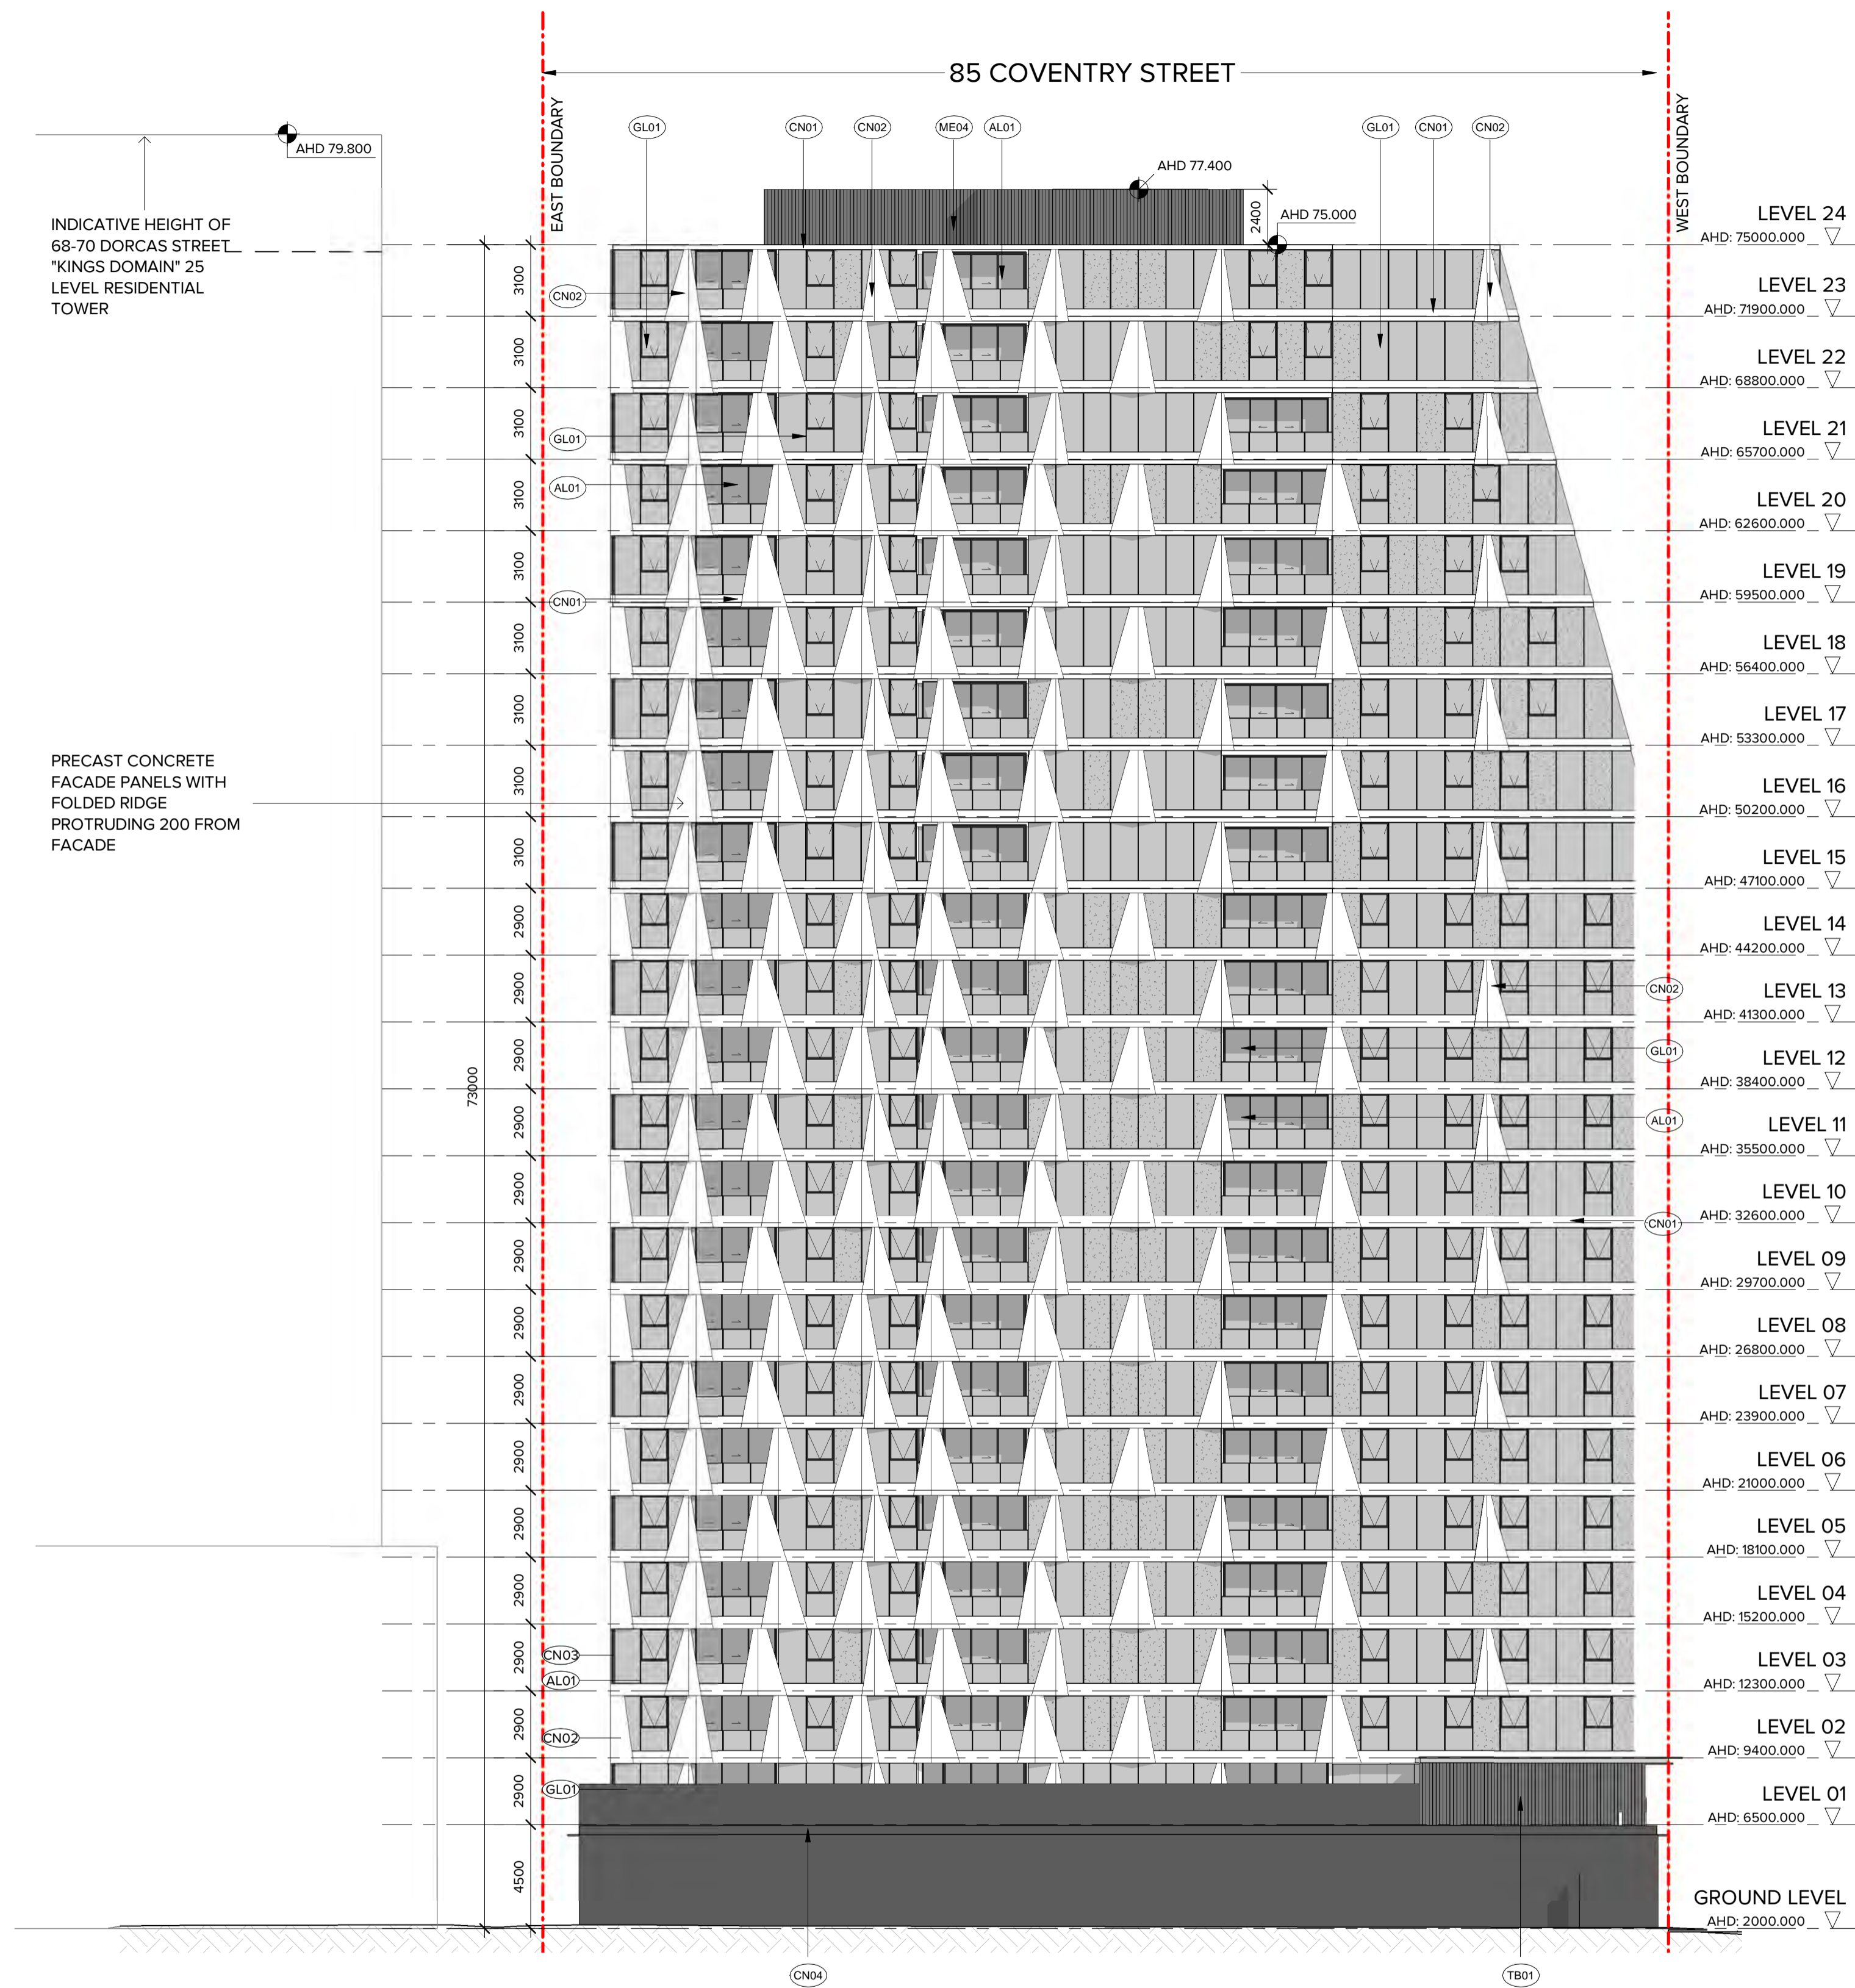 85 COVENTRY STREET
EAST BOUNDARY
WEST BOUNDARY
GL01
CN01
CN02
ME04
AL01
GL01
CN01
CN02
AHD 79.800
AHD 77.400
2400
AHD 75.000
INDICATIVE HEIGHT OF
68-70 DORCAS STREET
"KINGS DOMAIN" 25
LEVEL RESIDENTIAL
TOWER
PRECAST CONCRETE
FACADE PANELS WITH
FOLDED RIDGE
PROTRUDING 200 FROM
FACADE
73000
3100
3100
3100
3100
3100
3100
3100
3100
3100
2900
2900
2900
2900
2900
2900
2900
2900
2900
2900
2900
2900
2900
2900
4500
CN02
GL01
AL01
CN01
CN03
AL01
CN02
GL01
CN02
GL01
AL01
CN01
LEVEL 24
AHD: 75000.000
LEVEL 23
AHD: 71900.000
LEVEL 22
AHD: 68800.000
LEVEL 21
AHD: 65700.000
LEVEL 20
AHD: 62600.000
LEVEL 19
AHD: 59500.000
LEVEL 18
AHD: 56400.000
LEVEL 17
AHD: 53300.000
LEVEL 16
AHD: 50200.000
LEVEL 15
AHD: 47100.000
LEVEL 14
AHD: 44200.000
LEVEL 13
AHD: 41300.000
LEVEL 12
AHD: 38400.000
LEVEL 11
AHD: 35500.000
LEVEL 10
AHD: 32600.000
LEVEL 09
AHD: 29700.000
LEVEL 08
AHD: 26800.000
LEVEL 07
AHD: 23900.000
LEVEL 06
AHD: 21000.000
LEVEL 05
AHD: 18100.000
LEVEL 04
AHD: 15200.000
LEVEL 03
AHD: 12300.000
LEVEL 02
AHD: 9400.000
LEVEL 01
AHD: 6500.000
GROUND LEVEL
AHD: 2000.000
CN04
TB01